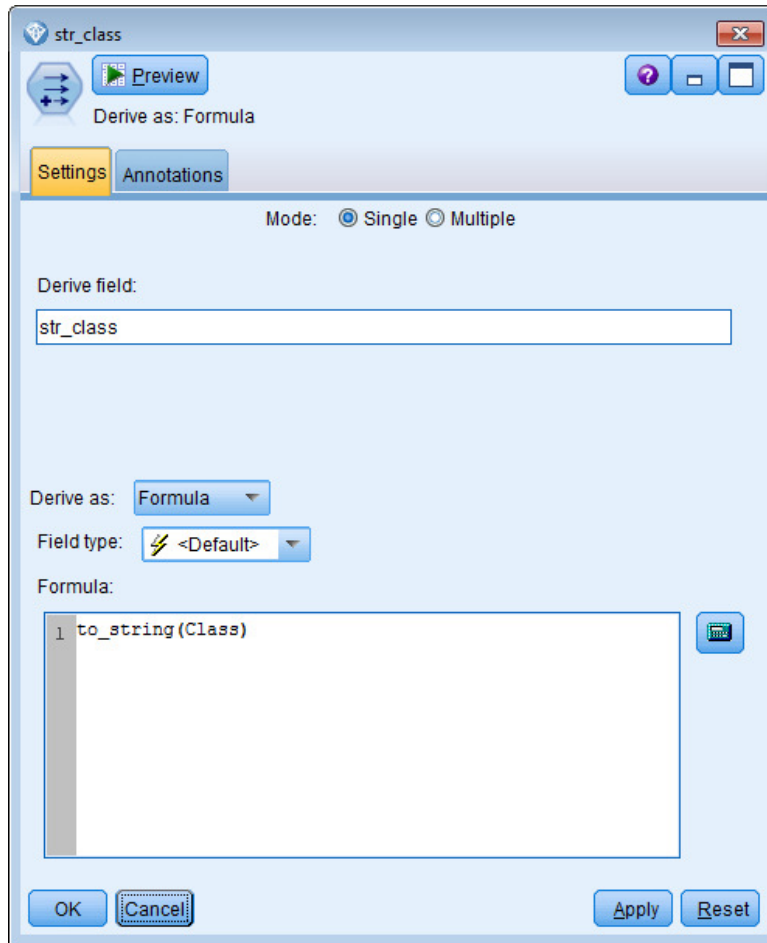 str_class
Preview
Derive as: Formula
Settings Annotations
Mode: Single Multiple
Derive field:
str_class
Derive as: Formula
Field type: <Default>
Formula:
1 to_string(Class)
OK Cancel Apply Reset